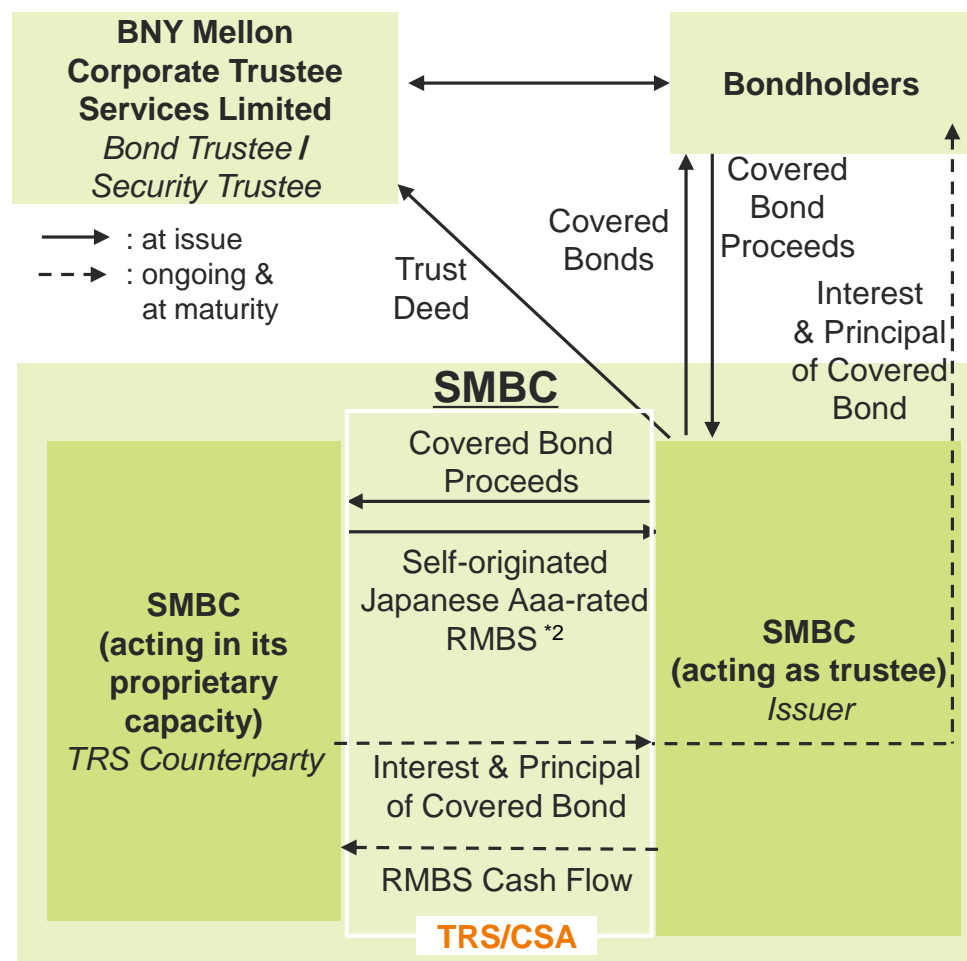 BNY Mellon
Corporate Trustee
Services Limited
Bond Trustee /
Security Trustee
Bondholders
: at issue
: ongoing &
at maturity
Trust
Deed
Covered
Bonds
Covered
Bond
Proceeds
Interest
& Principal
of Covered
Bond
SMBC
Covered Bond
Proceeds
Self-originated
Japanese Aaa-rated
RMBS *2
SMBC
(acting in its
proprietary
capacity)
TRS Counterparty
SMBC
(acting as trustee)
Issuer
Interest & Principal
of Covered Bond
RMBS Cash Flow
TRS/CSA